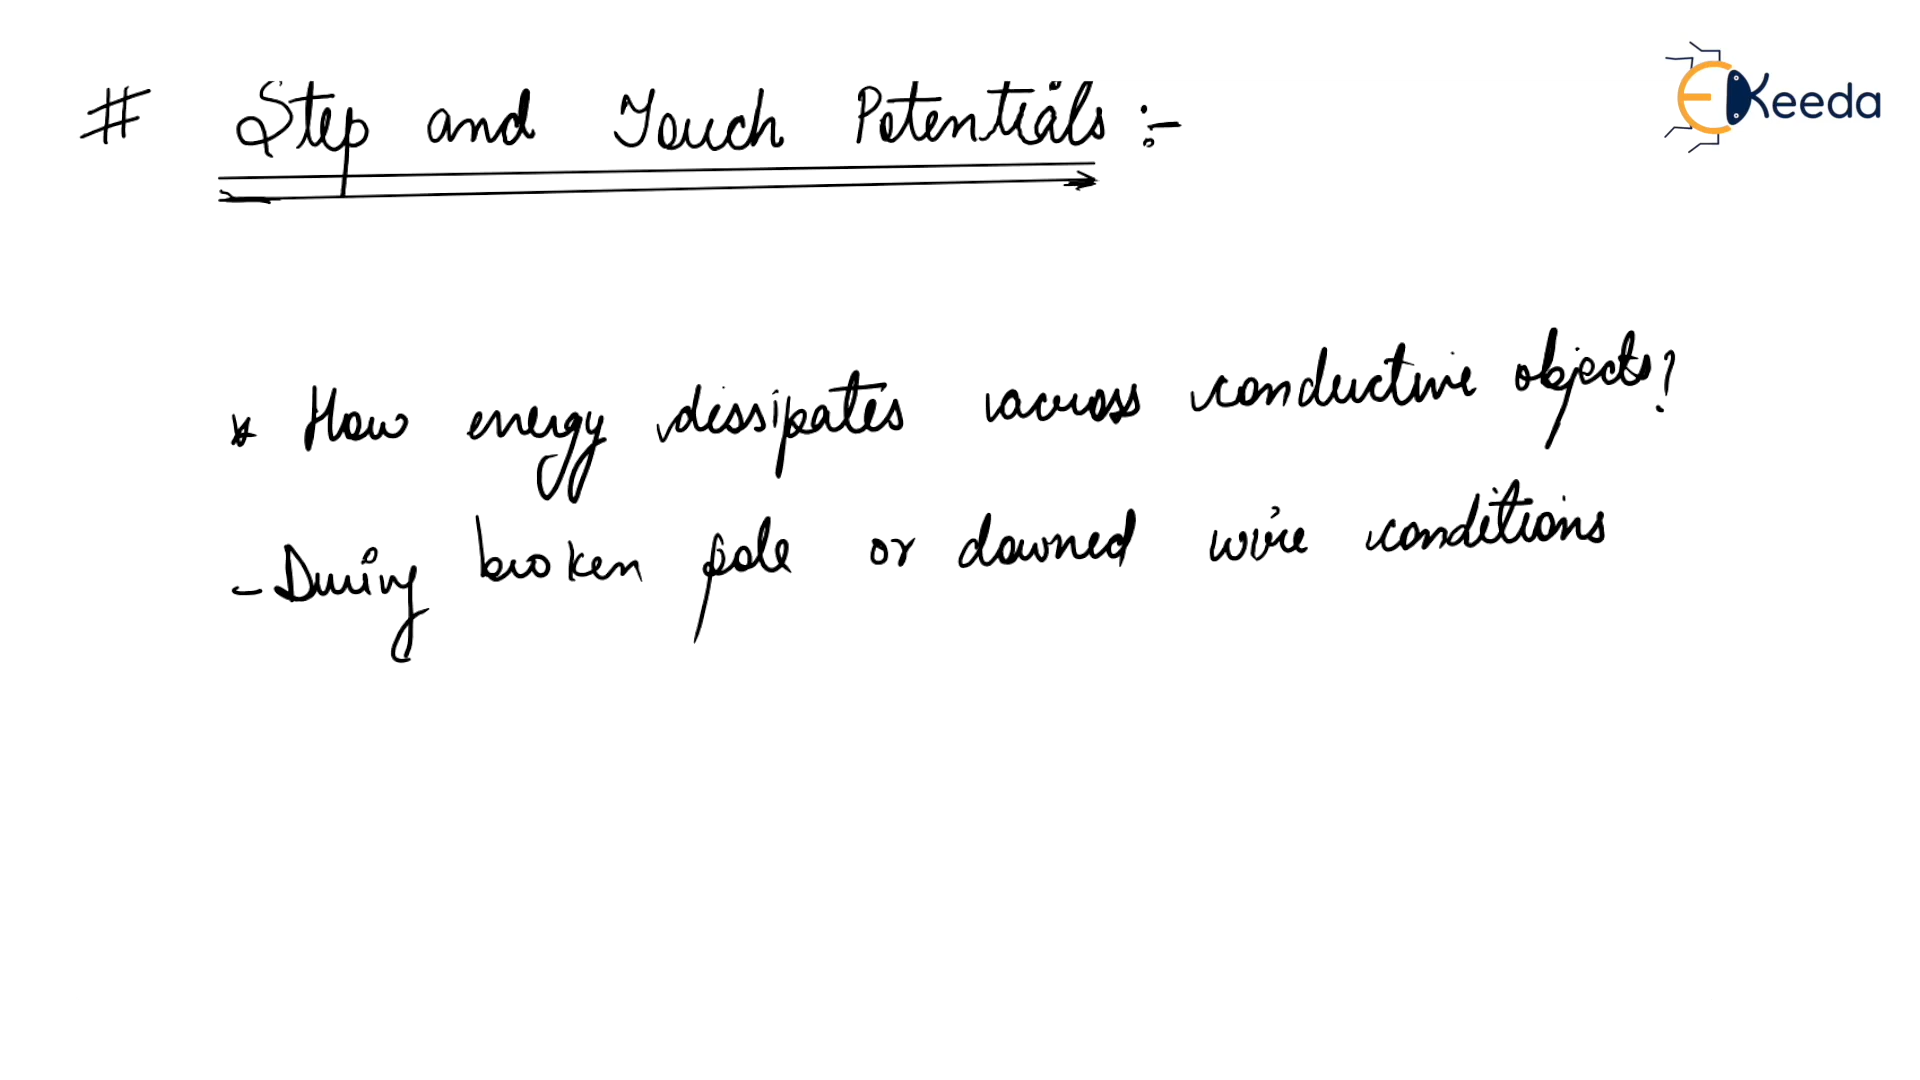 # Step and Touch Potentials :-
EKeeda
* How energy dissipates across conductive objects?
- During broken pole or downed wire conditions